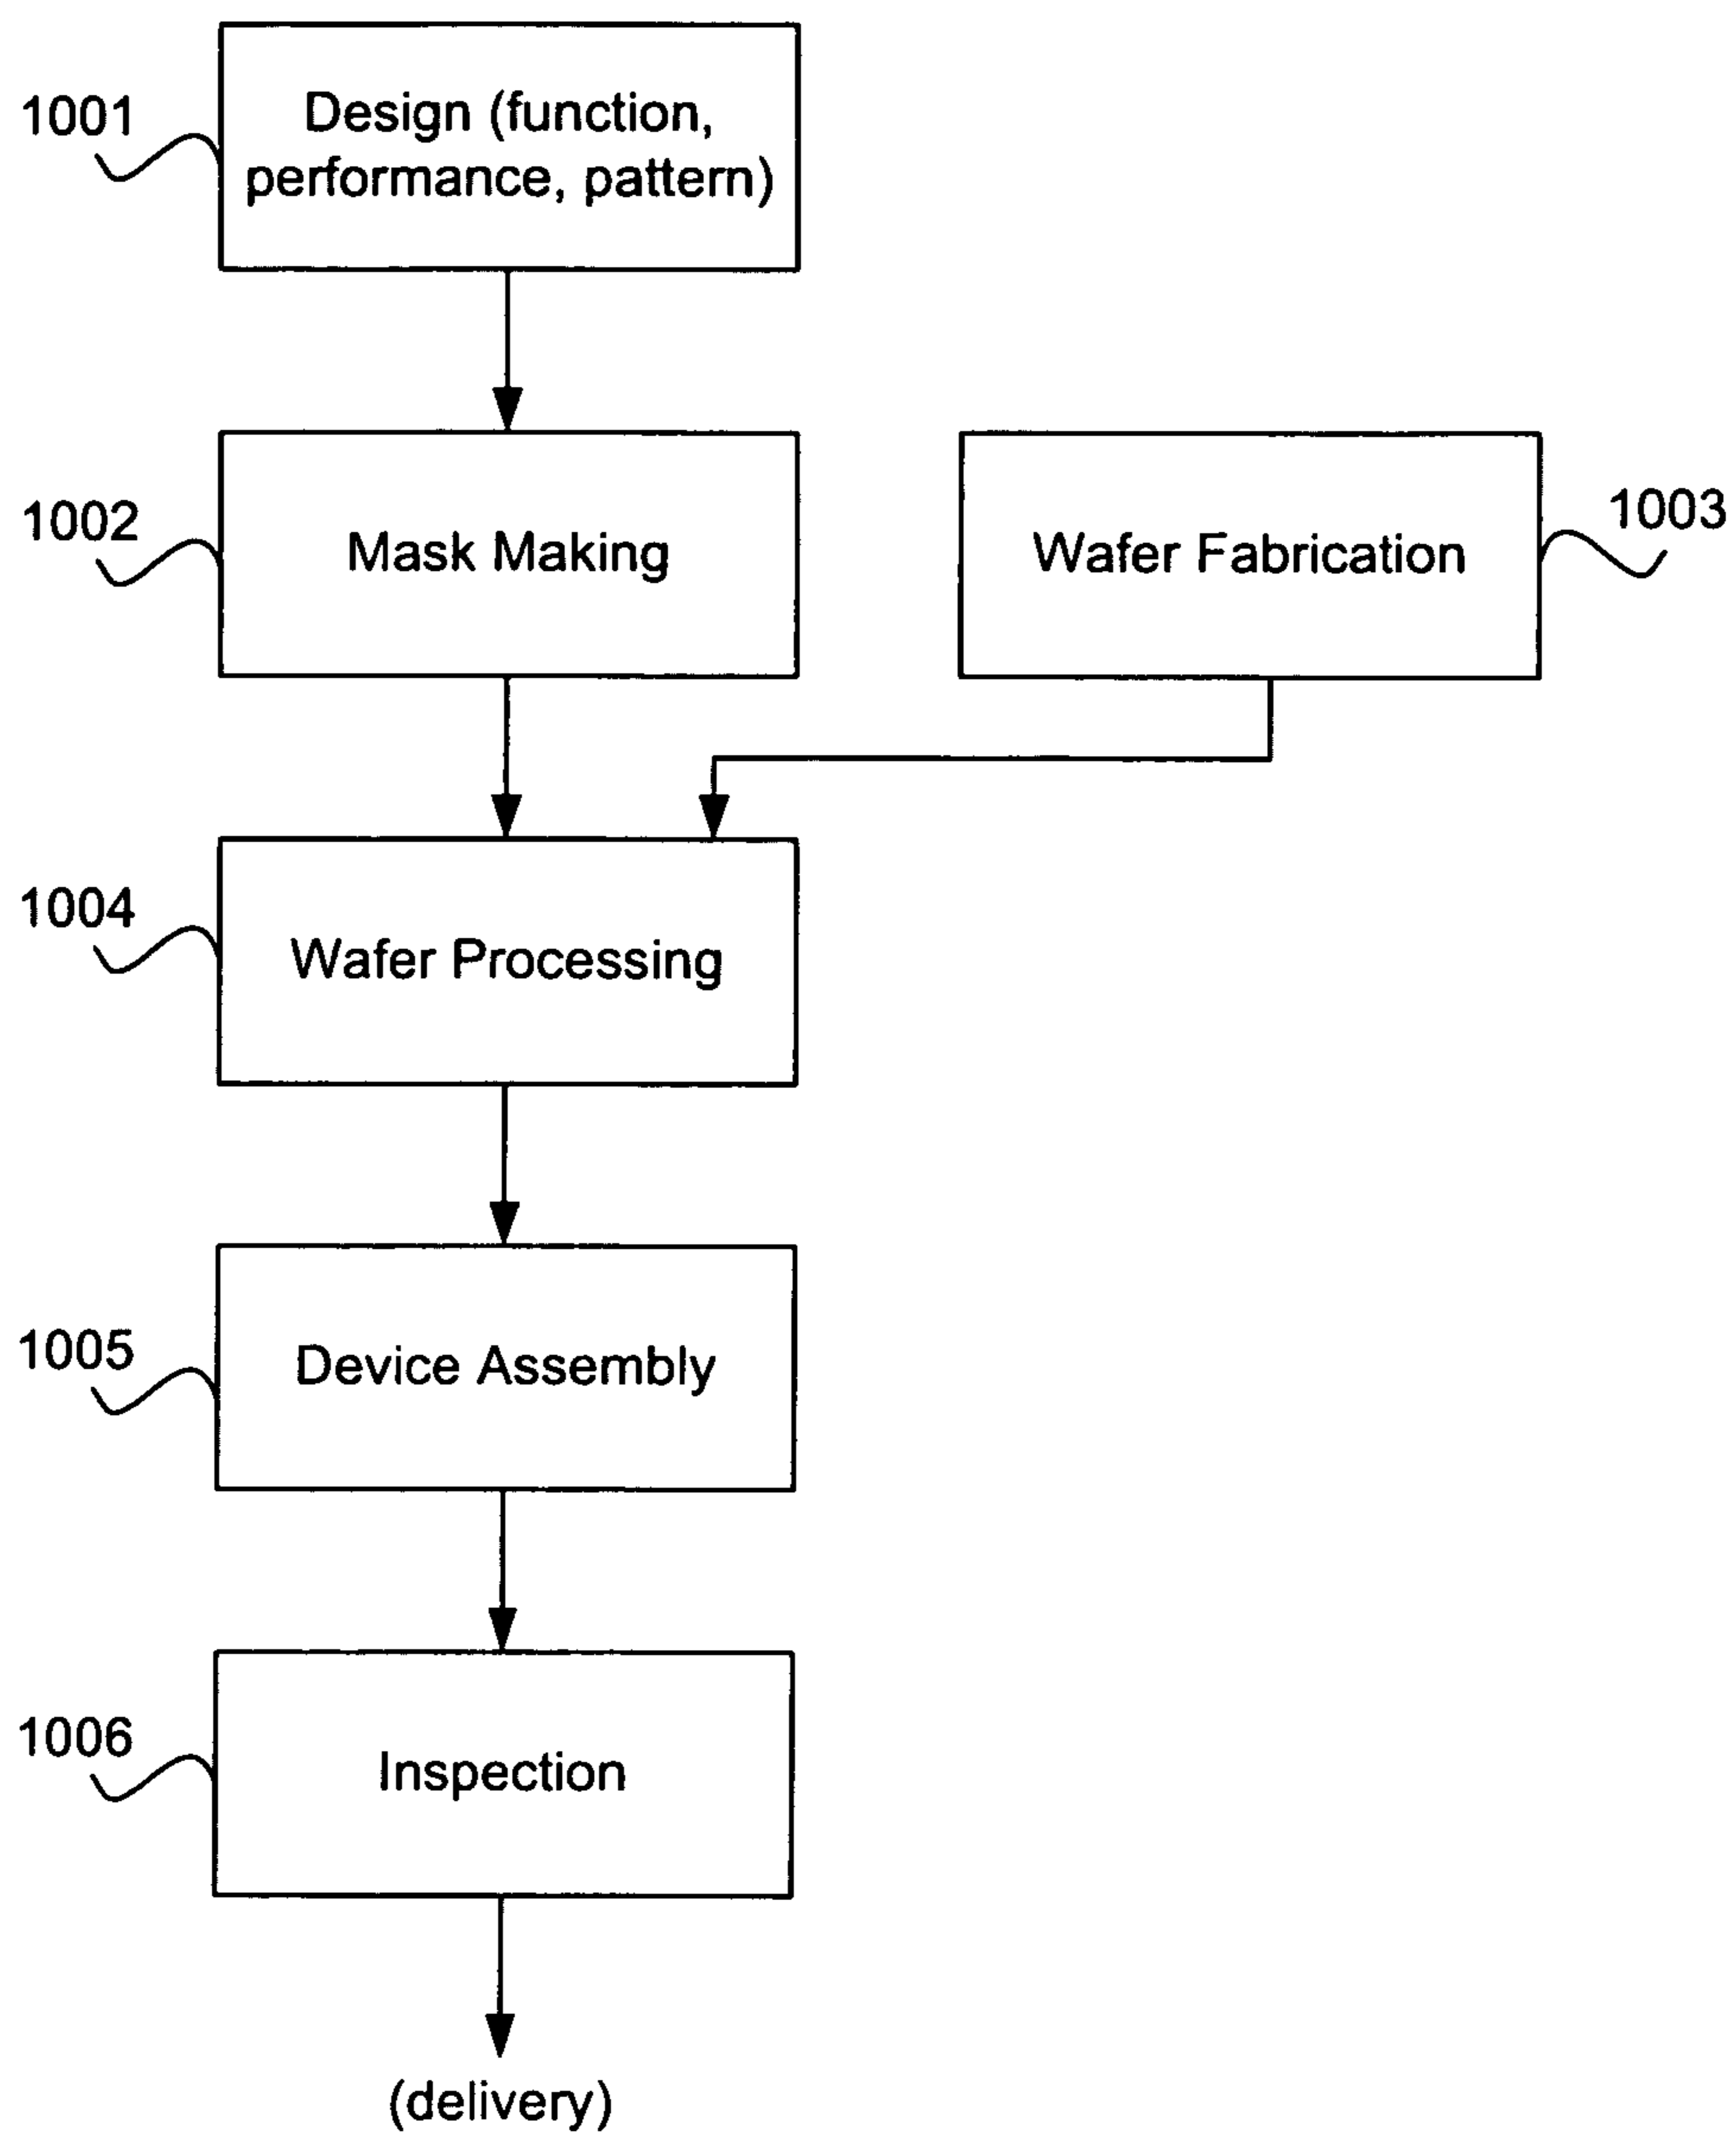 1001
Design (function,
performance, pattern)
1002
Mask Making
Wafer Fabrication
1003
1004
Wafer Processing
1005
Device Assembly
1006
Inspection
(delivery)